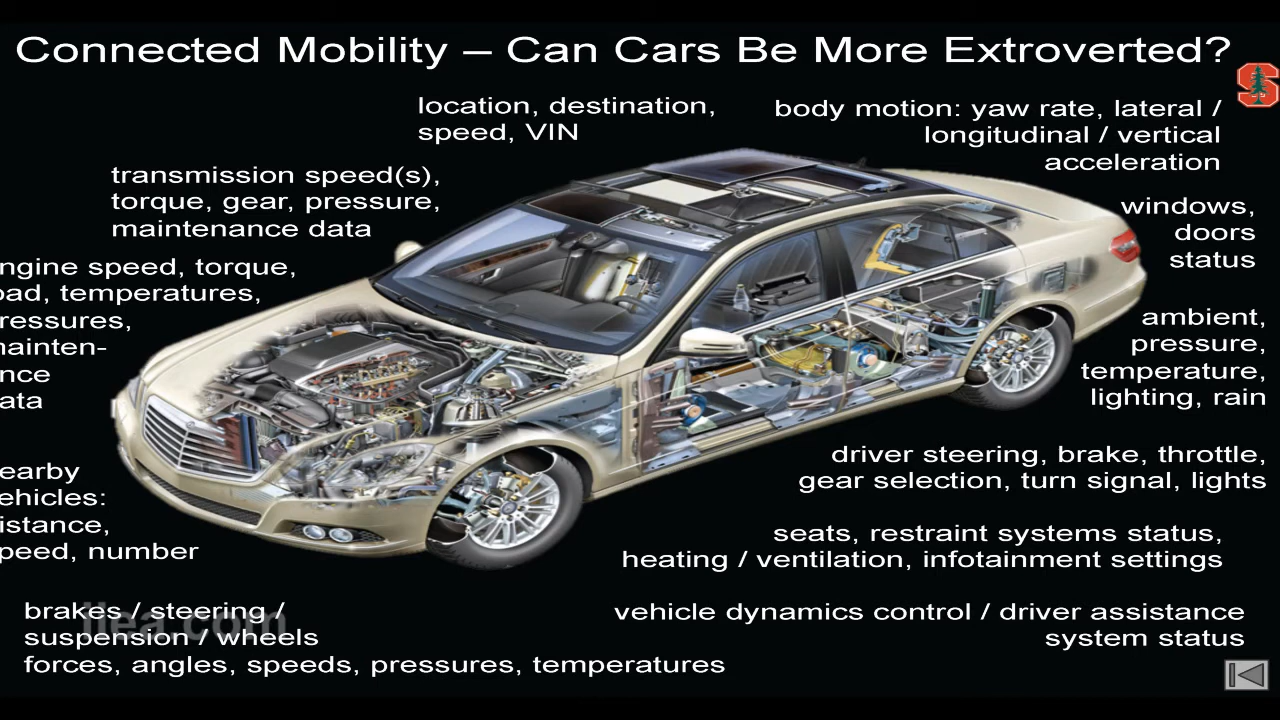 Connected Mobility – Can Cars Be More Extroverted?
location, destination,
speed, VIN
body motion: yaw rate, lateral /
longitudinal / vertical
acceleration
transmission speed(s),
torque, gear, pressure,
maintenance data
windows,
doors
status
ngine speed, torque,
oad, temperatures,
ressures,
mainten-
nce
ata
ambient,
pressure,
temperature,
lighting, rain
earby
ehicles:
istance,
peed, number
driver steering, brake, throttle,
gear selection, turn signal, lights
seats, restraint systems status,
heating / ventilation, infotainment settings
brakes / steering /
suspension / wheels
forces, angles, speeds, pressures, temperatures
vehicle dynamics control / driver assistance
system status
S